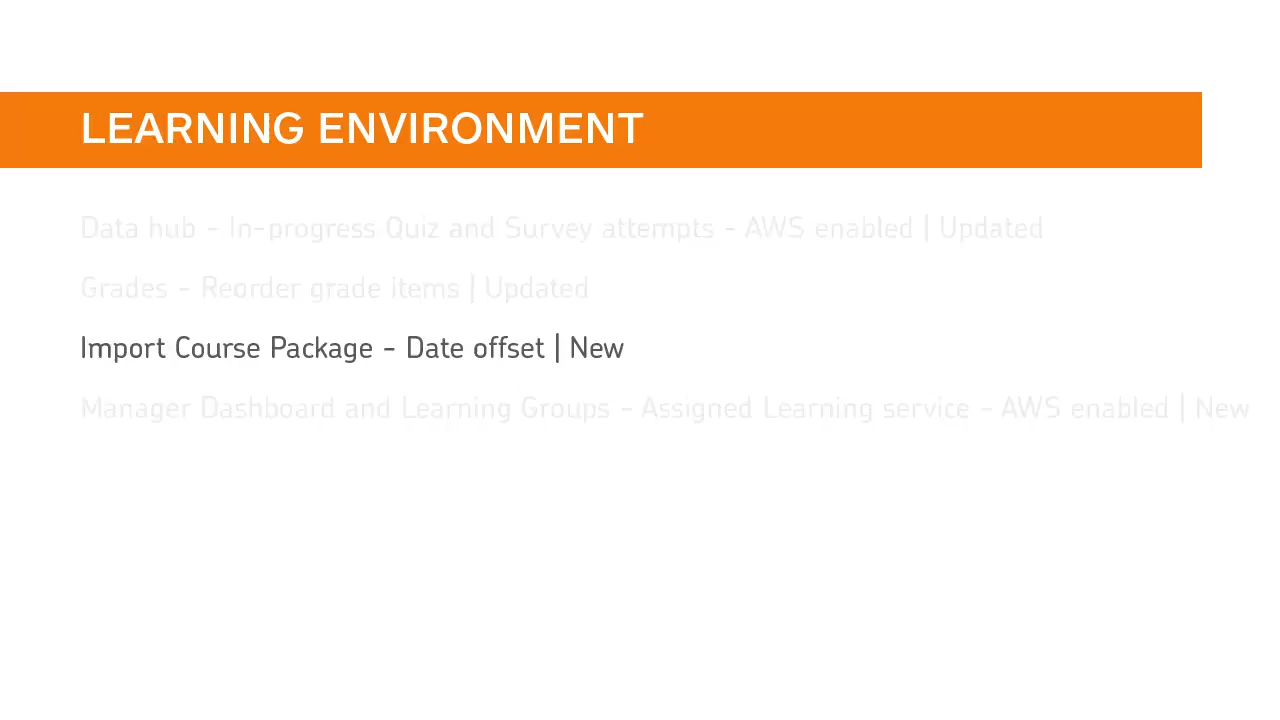 LEARNING ENVIRONMENT
Data hub - In-progress Quiz and Survey attempts - AWS enabled | Updated
Grades - Reorder grade items | Updated
Import Course Package - Date offset | New
Manager Dashboard and Learning Groups - Assigned Learning service - AWS enabled | New